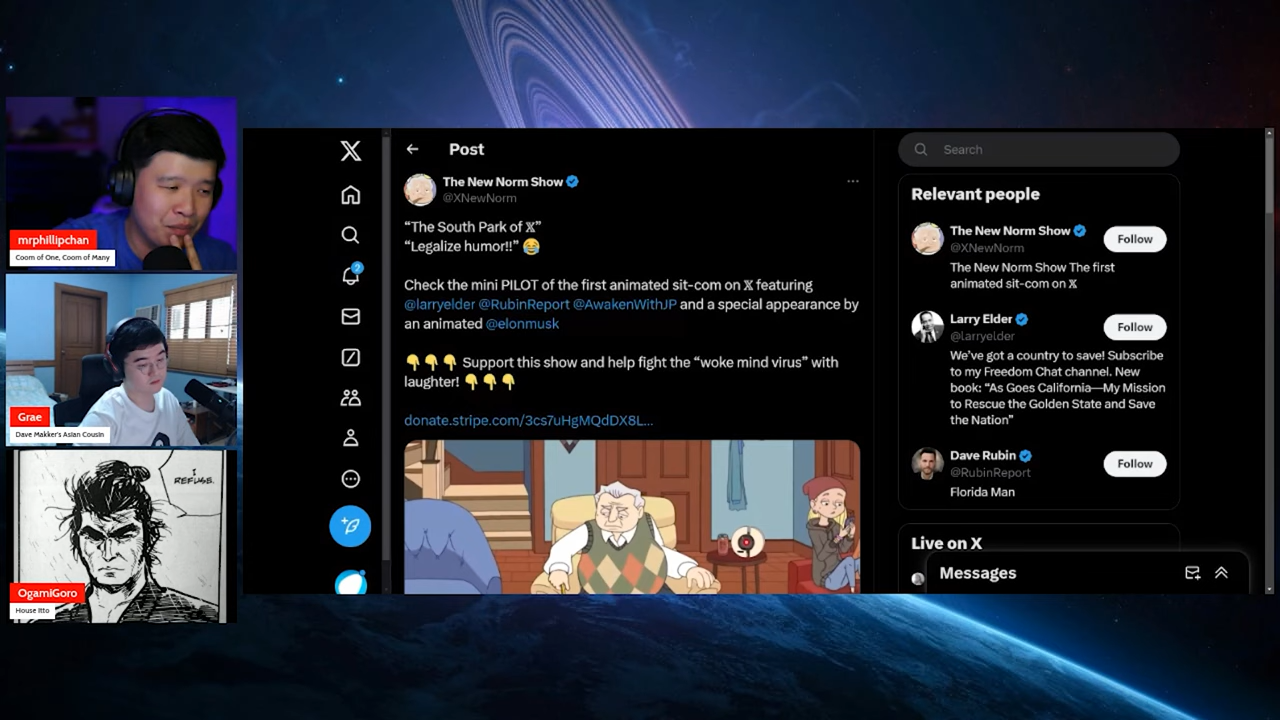 mrphillipchan
Coom of One, Coom of Many
Grae
Dave Makker's Asian Cousin
I
REFUSE.
OgamiGoro
House Itto
X
2
Post
The New Norm Show
@XNewNorm
“The South Park of 𝕏”
“Legalize humor!!” 😂
Check the mini PILOT of the first animated sit-com on 𝕏 featuring
@larryelder @RubinReport @AwakenWithJP and a special appearance by
an animated @elonmusk
👇👇👇 Support this show and help fight the “woke mind virus” with
laughter! 👇👇👇
donate.stripe.com/3cs7uHgMQdDX8L...
Search
Relevant people
The New Norm Show
@XNewNorm
Follow
The New Norm Show The first
animated sit-com on 𝕏
Larry Elder
@larryelder
Follow
We've got a country to save! Subscribe
to my Freedom Chat channel. New
book: “As Goes California—My Mission
to Rescue the Golden State and Save
the Nation”
Dave Rubin
@RubinReport
Follow
Florida Man
Live on X
Messages